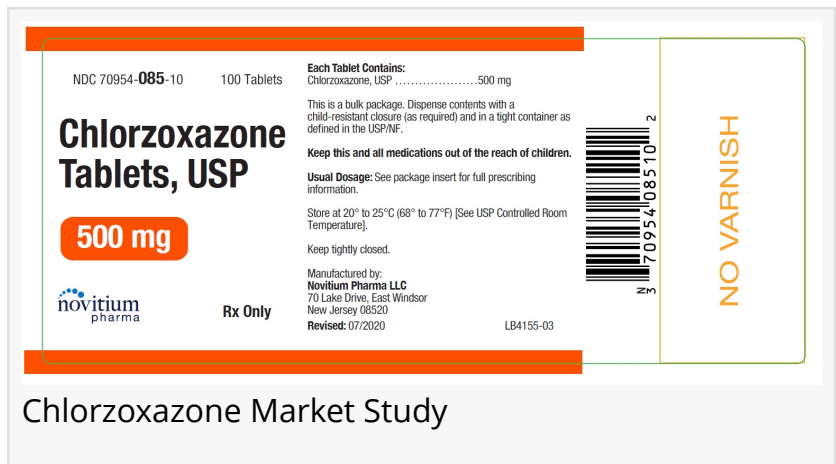 NDC 70954-085-10 100 Tablets
Chlorzoxazone
Tablets, USP
500 mg
novitium
pharma
Rx Only
Each Tablet Contains:
Chlorzoxazone, USP .....................500 mg
This is a bulk package. Dispense contents with a
child-resistant closure (as required) and in a tight container as
defined in the USP/NF.
Keep this and all medications out of the reach of children.
Usual Dosage: See package insert for full prescribing
information.
Store at 20° to 25°C (68° to 77°F) [See USP Controlled Room
Temperature].
Keep tightly closed.
Manufactured by:
Novitium Pharma LLC
70 Lake Drive, East Windsor
New Jersey 08520
Revised: 07/2020 LB4155-03
N 3 70954 08510 2
NO VARNISH
Chlorzoxazone Market Study